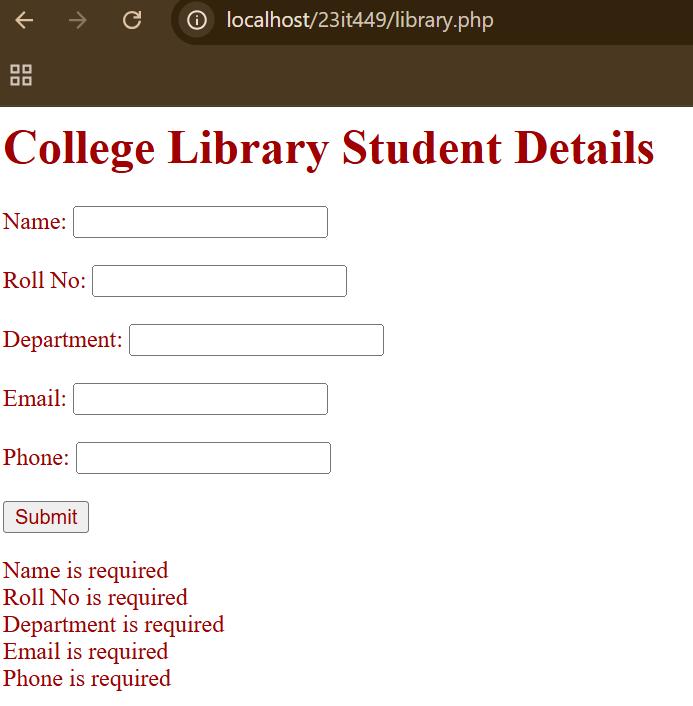 localhost/23it449/library.php
College Library Student Details
Name:
Roll No:
Department:
Email:
Phone:
Submit
Name is required
Roll No is required
Department is required
Email is required
Phone is required